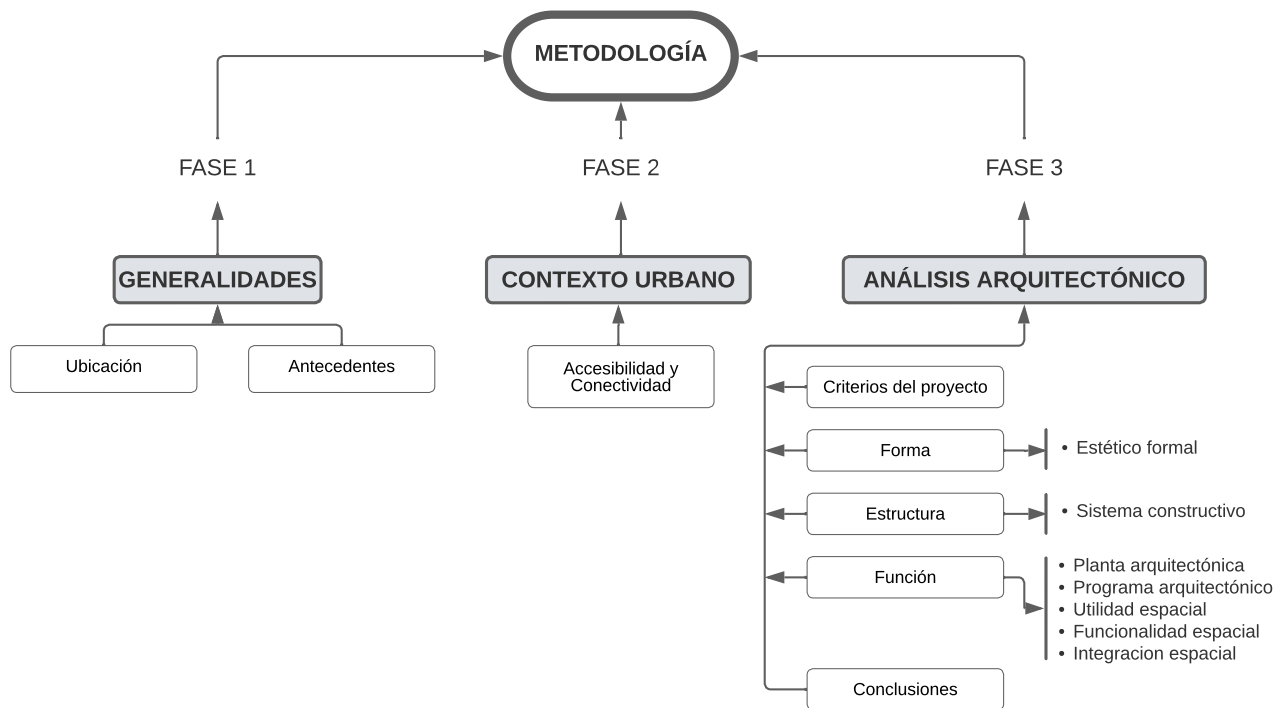 METODOLOGÍA
FASE 1
FASE 2
FASE 3
GENERALIDADES
CONTEXTO URBANO
ANÁLISIS ARQUITECTÓNICO
Ubicación
Antecedentes
Accesibilidad y
Conectividad
Criterios del proyecto
Forma
• Estético formal
Estructura
• Sistema constructivo
Función
• Planta arquitectónica
• Programa arquitectónico
• Utilidad espacial
• Funcionalidad espacial
• Integracion espacial
Conclusiones